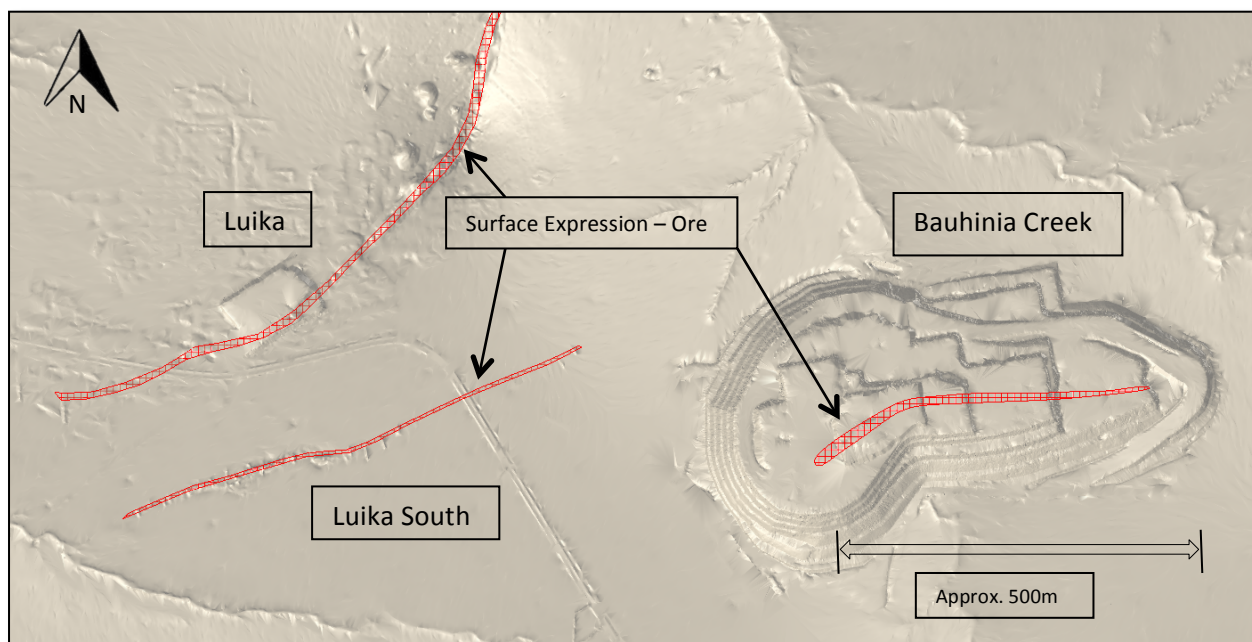 N
Luika
Surface Expression – Ore
Bauhinia Creek
Luika South
Approx. 500m